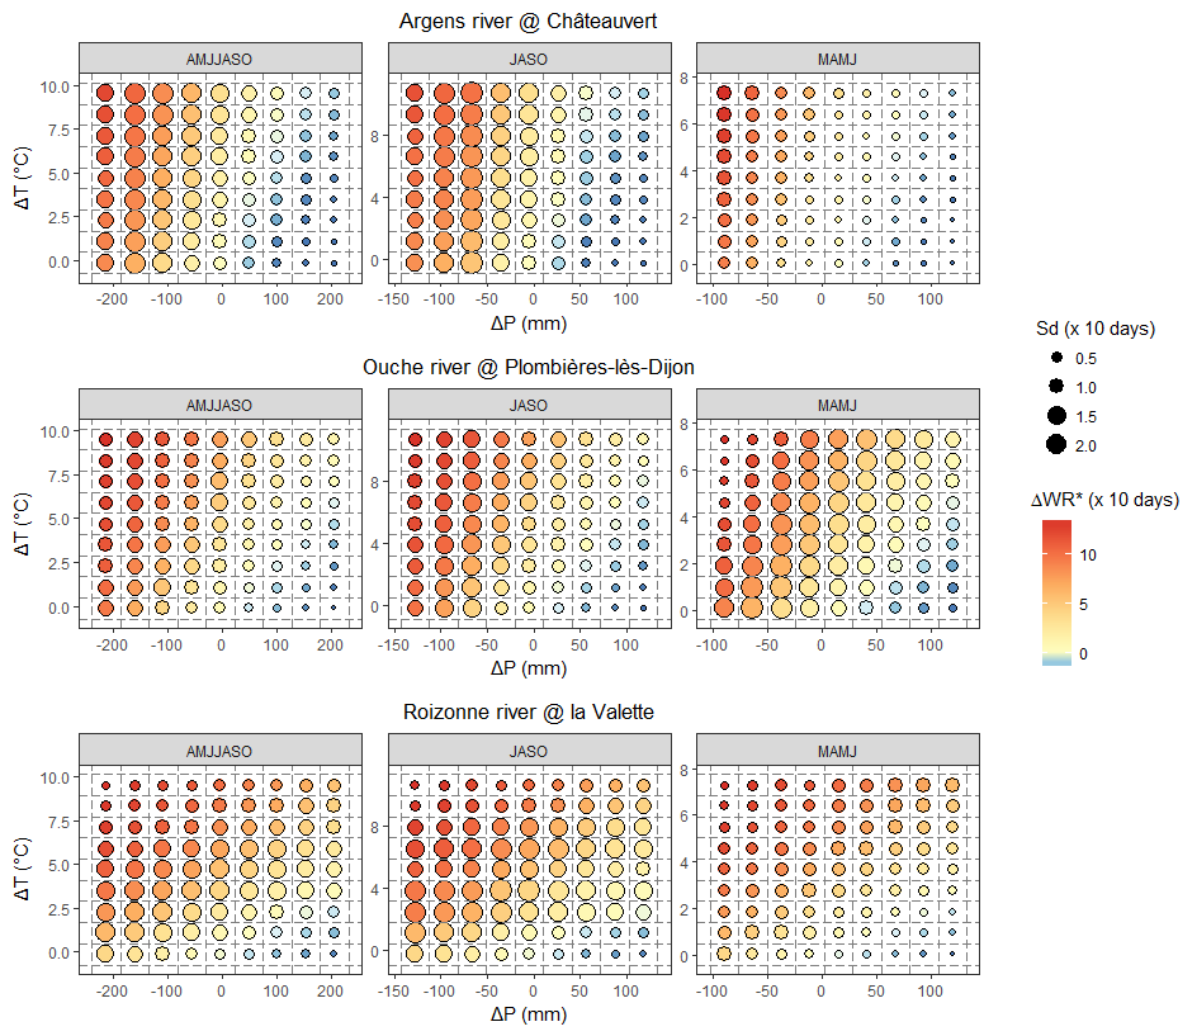 Argens river @ Châteauvert
AMJJASO JASO MAMJ
ΔT (°C)
10.0
7.5
5.0
2.5
0.0
8
4
0
8
6
4
2
0
-200 -100 0 100 200
-150 -100 -50 0 50 100
-100 -50 0 50 100
ΔP (mm)
Ouche river @ Plombières-lès-Dijon
AMJJASO JASO MAMJ
ΔT (°C)
10.0
7.5
5.0
2.5
0.0
8
4
0
8
6
4
2
0
-200 -100 0 100 200
-150 -100 -50 0 50 100
-100 -50 0 50 100
ΔP (mm)
Roizonne river @ la Valette
AMJJASO JASO MAMJ
ΔT (°C)
10.0
7.5
5.0
2.5
0.0
8
4
0
8
6
4
2
0
-200 -100 0 100 200
-150 -100 -50 0 50 100
-100 -50 0 50 100
ΔP (mm)
Sd (x 10 days)
0.5
1.0
1.5
2.0
ΔWR* (x 10 days)
10
5
0